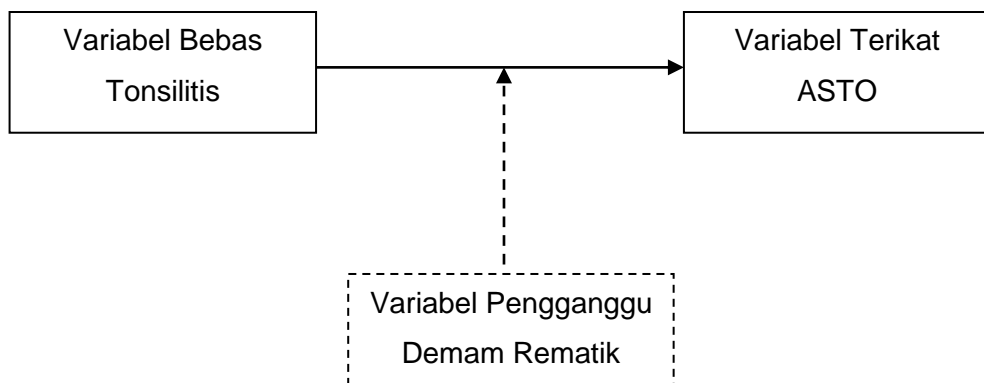 Variabel Bebas
Tonsilitis
Variabel Terikat
ASTO
Variabel Pengganggu
Demam Rematik